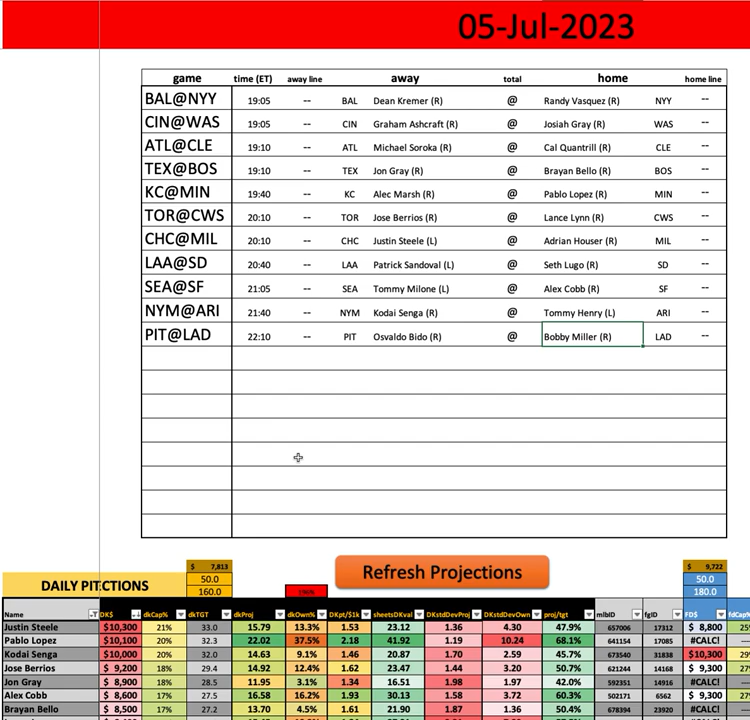 05-Jul-2023
game time (ET) away line away total home home line
BAL@NYY 19:05 -- BAL Dean Kremer (R) @ Randy Vasquez (R) NYY --
CIN@WAS 19:05 -- CIN Graham Ashcraft (R) @ Josiah Gray (R) WAS --
ATL@CLE 19:10 -- ATL Michael Soroka (R) @ Cal Quantrill (R) CLE --
TEX@BOS 19:10 -- TEX Jon Gray (R) @ Brayan Bello (R) BOS --
KC@MIN 19:40 -- KC Alec Marsh (R) @ Pablo Lopez (R) MIN --
TOR@CWS 20:10 -- TOR Jose Berrios (R) @ Lance Lynn (R) CWS --
CHC@MIL 20:10 -- CHC Justin Steele (L) @ Adrian Houser (R) MIL --
LAA@SD 20:40 -- LAA Patrick Sandoval (L) @ Seth Lugo (R) SD --
SEA@SF 21:05 -- SEA Tommy Milone (L) @ Alex Cobb (R) SF --
NYM@ARI 21:40 -- NYM Kodai Senga (R) @ Tommy Henry (L) ARI --
PIT@LAD 22:10 -- PIT Osvaldo Bido (R) @ Bobby Miller (R) LAD --
$ 7,813 $ 9,722
DAILY PITCTIONS 50.0 Refresh Projections 50.0
160.0 180.0
Name DK$ dkCap% dkTGT dkProj dkOwn% DKpt/$1k sheetsDKval DKstdDevProj DKstdDevOwn proj/tgt mlbID fgID FD$ fdCap%
Justin Steele $10,300 21% 33.0 15.79 13.3% 1.53 23.12 1.36 4.30 47.9% 657006 17312 $ 8,800
Pablo Lopez $10,100 20% 32.3 22.02 37.5% 2.18 41.92 1.19 10.24 68.1% 641154 17085 #CALC!
Kodai Senga $10,000 20% 32.0 14.63 9.1% 1.46 20.87 1.70 2.59 45.7% 673540 31838 $10,300
Jose Berrios $ 9,200 18% 29.4 14.92 12.4% 1.62 23.47 1.44 3.20 50.7% 621244 14168 $ 9,300
Jon Gray $ 8,900 18% 28.5 11.95 3.1% 1.34 16.51 1.98 1.97 42.0% 592351 14916 #CALC!
Alex Cobb $ 8,600 17% 27.5 16.58 16.2% 1.93 30.13 1.58 3.72 60.3% 502171 6562 $ 9,300
Brayan Bello $ 8,500 17% 27.2 13.70 4.5% 1.61 21.90 1.87 1.36 50.4% 678394 23920 #CALC!